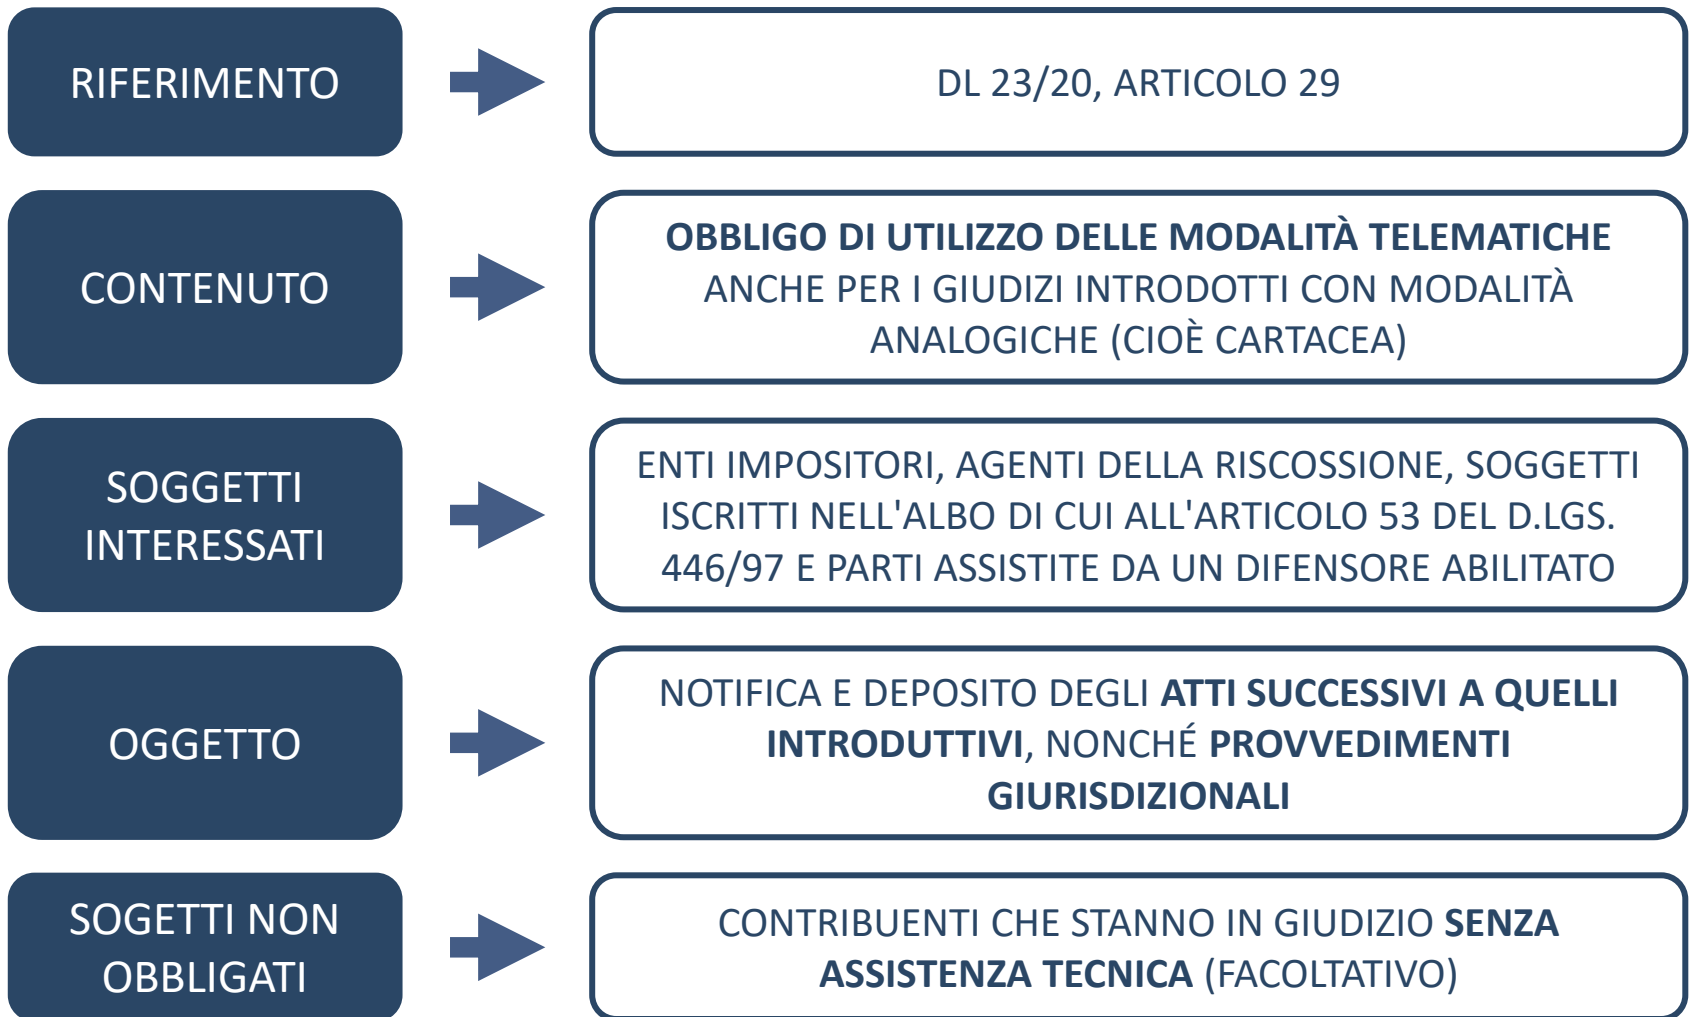 RIFERIMENTO
DL 23/20, ARTICOLO 29
CONTENUTO
OBBLIGO DI UTILIZZO DELLE MODALITÀ TELEMATICHE
ANCHE PER I GIUDIZI INTRODOTTI CON MODALITÀ
ANALOGICHE (CIOÈ CARTACEA)
SOGGETTI
INTERESSATI
ENTI IMPOSITORI, AGENTI DELLA RISCOSSIONE, SOGGETTI
ISCRITTI NELL'ALBO DI CUI ALL'ARTICOLO 53 DEL D.LGS.
446/97 E PARTI ASSISTITE DA UN DIFENSORE ABILITATO
OGGETTO
NOTIFICA E DEPOSITO DEGLI ATTI SUCCESSIVI A QUELLI
INTRODUTTIVI, NONCHÉ PROVVEDIMENTI
GIURISDIZIONALI
SOGETTI NON
OBBLIGATI
CONTRIBUENTI CHE STANNO IN GIUDIZIO SENZA
ASSISTENZA TECNICA (FACOLTATIVO)